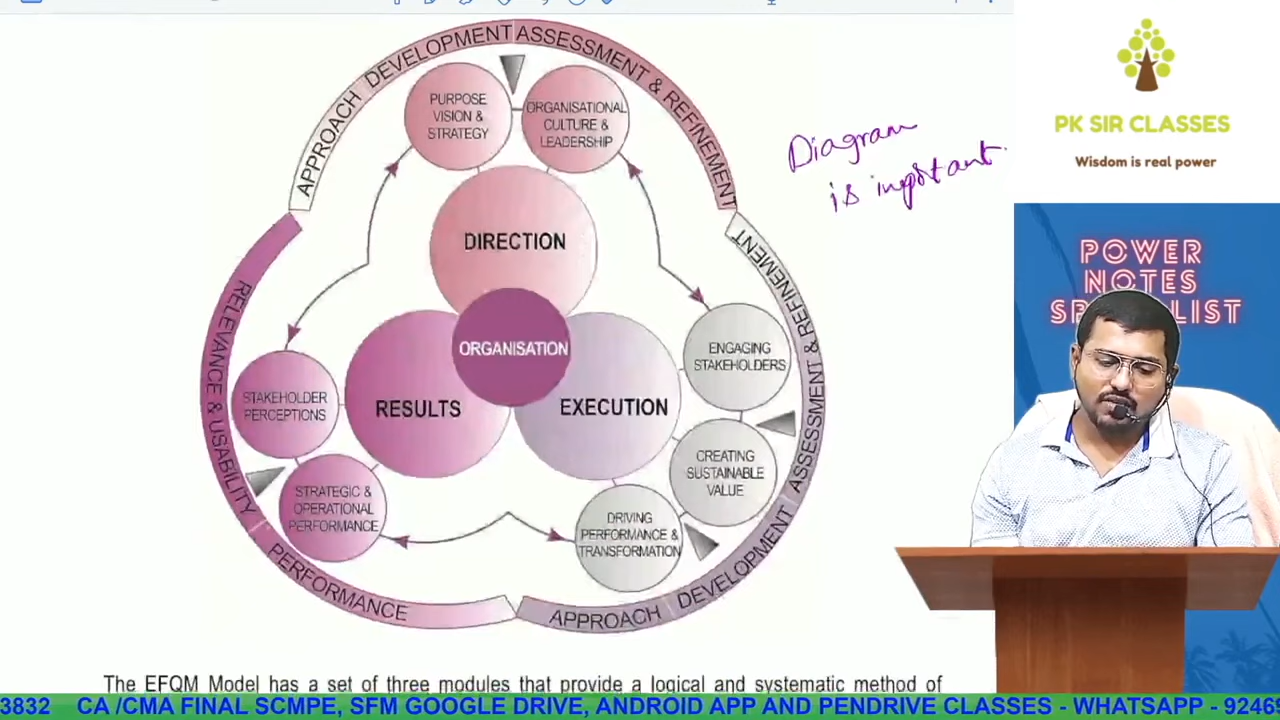 APPROACH DEVELOPMENT
ASSESSMENT & REFINEMENT
PURPOSE
VISION &
STRATEGY
ORGANISATIONAL
CULTURE &
LEADERSHIP
DIRECTION
ORGANISATION
RESULTS
EXECUTION
STAKEHOLDER
PERCEPTIONS
STRATEGIC &
OPERATIONAL
PERFORMANCE
ENGAGING
STAKEHOLDERS
CREATING
SUSTAINABLE
VALUE
DRIVING
PERFORMANCE &
TRANSFORMATION
RELEVANCE & USABILITY
PERFORMANCE
APPROACH DEVELOPMENT
ASSESSMENT & REFINEMENT
Diagram
is important.
PK SIR CLASSES
Wisdom is real power
POWER
NOTES
The EFQM Model has a set of three modules that provide a logical and systematic method of
3832 CA /CMA FINAL SCMPE, SFM GOOGLE DRIVE, ANDROID APP AND PENDRIVE CLASSES - WHATSAPP - 9246